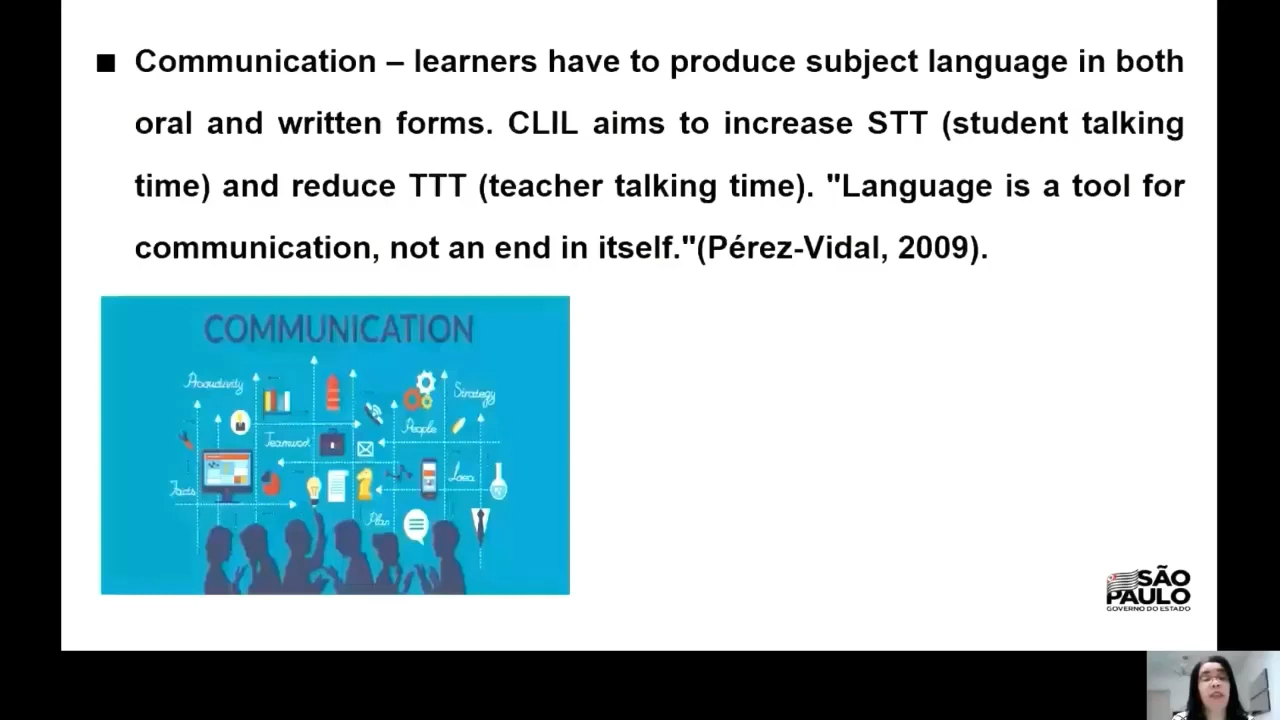 ■ Communication – learners have to produce subject language in both
oral and written forms. CLIL aims to increase STT (student talking
time) and reduce TTT (teacher talking time). "Language is a tool for
communication, not an end in itself."(Pérez-Vidal, 2009).
COMMUNICATION
Productivity
Strategy
People
Teamwork
Idea
Facts
Plan
SÃO
PAULO
GOVERNO DO ESTADO